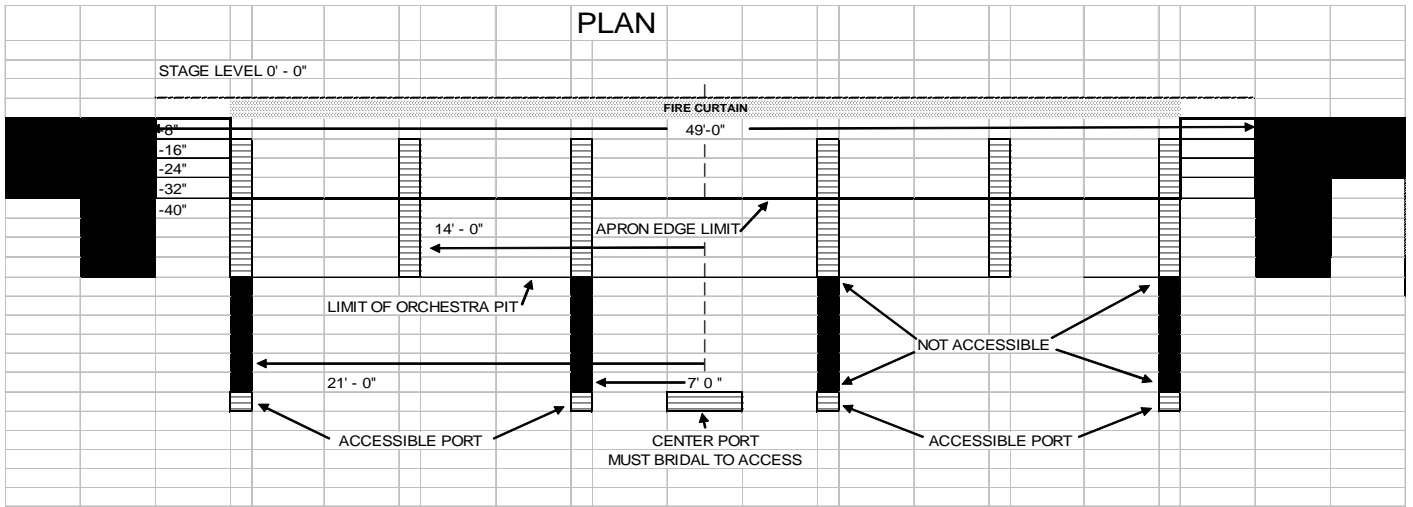 PLAN
STAGE LEVEL 0' - 0"
FIRE CURTAIN
-8"
49'-0"
-16"
-24"
-32"
-40"
14' - 0"
APRON EDGE LIMIT
LIMIT OF ORCHESTRA PIT
NOT ACCESSIBLE
21' - 0"
7' 0 "
ACCESSIBLE PORT
CENTER PORT
MUST BRIDAL TO ACCESS
ACCESSIBLE PORT